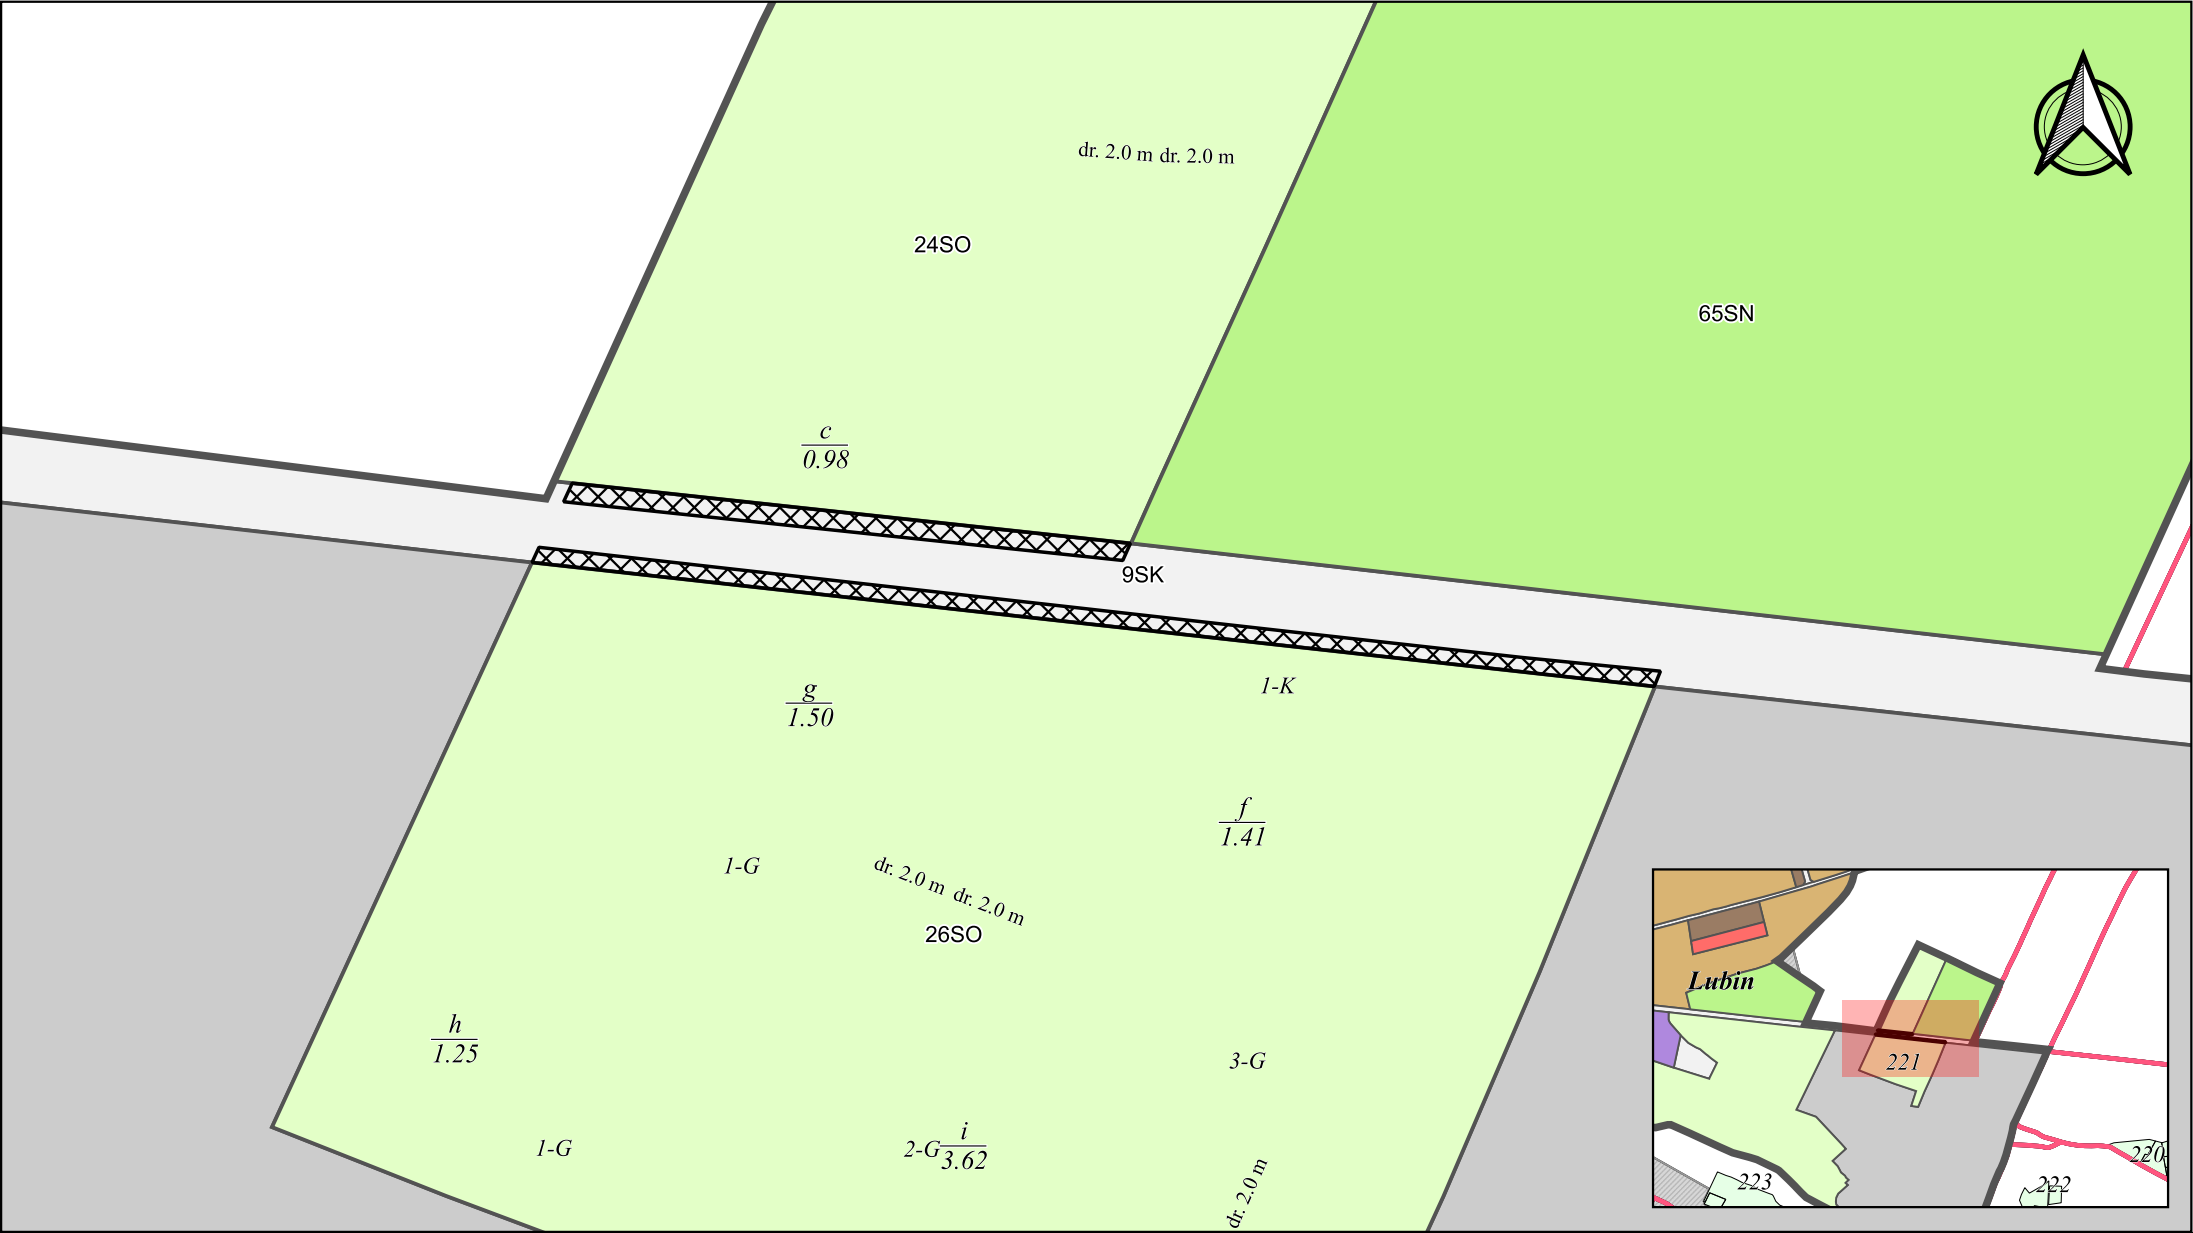 dr. 2.0 m dr. 2.0 m
24SO
65SN
c
0.98
9SK
1-K
g
1.50
f
1.41
1-G
dr. 2.0 m dr. 2.0 m
26SO
h
1.25
3-G
1-G
2-G
i
3.62
dr. 2.0 m
Lubin
221
220
223
222